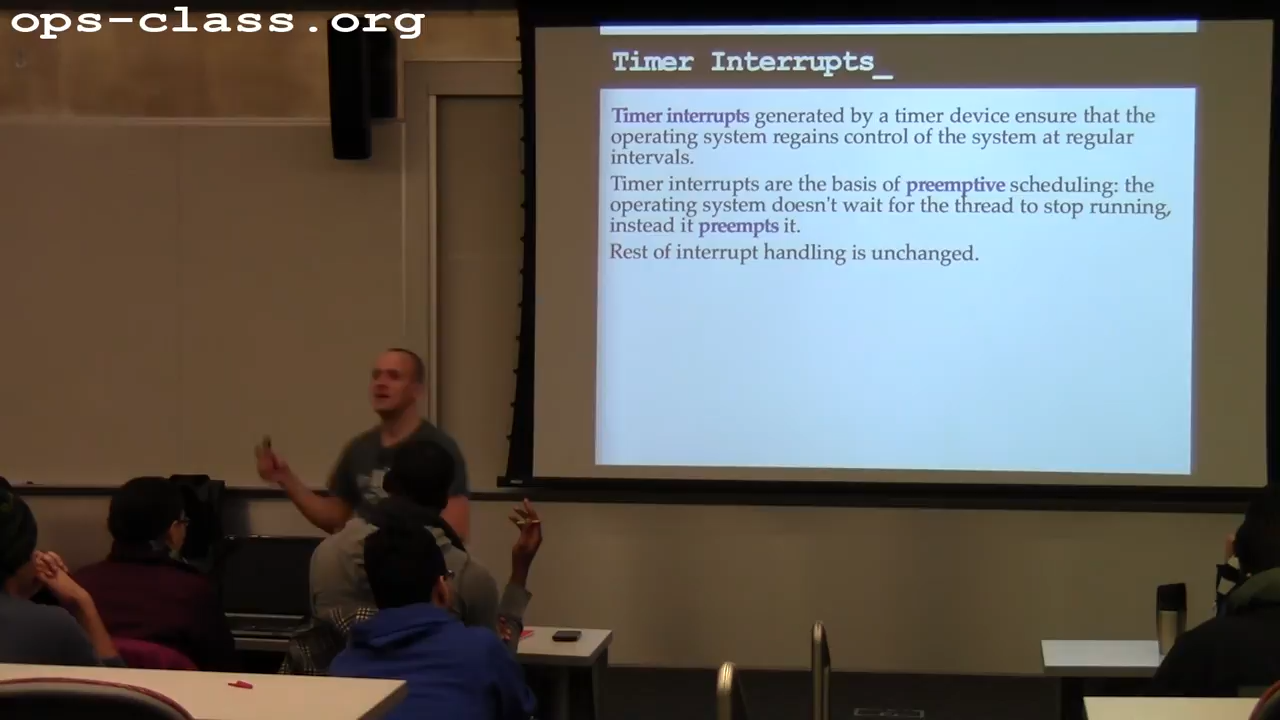 ops-class.org
Timer Interrupts_
Timer interrupts generated by a timer device ensure that the
operating system regains control of the system at regular
intervals.
Timer interrupts are the basis of preemptive scheduling: the
operating system doesn't wait for the thread to stop running,
instead it preempts it.
Rest of interrupt handling is unchanged.